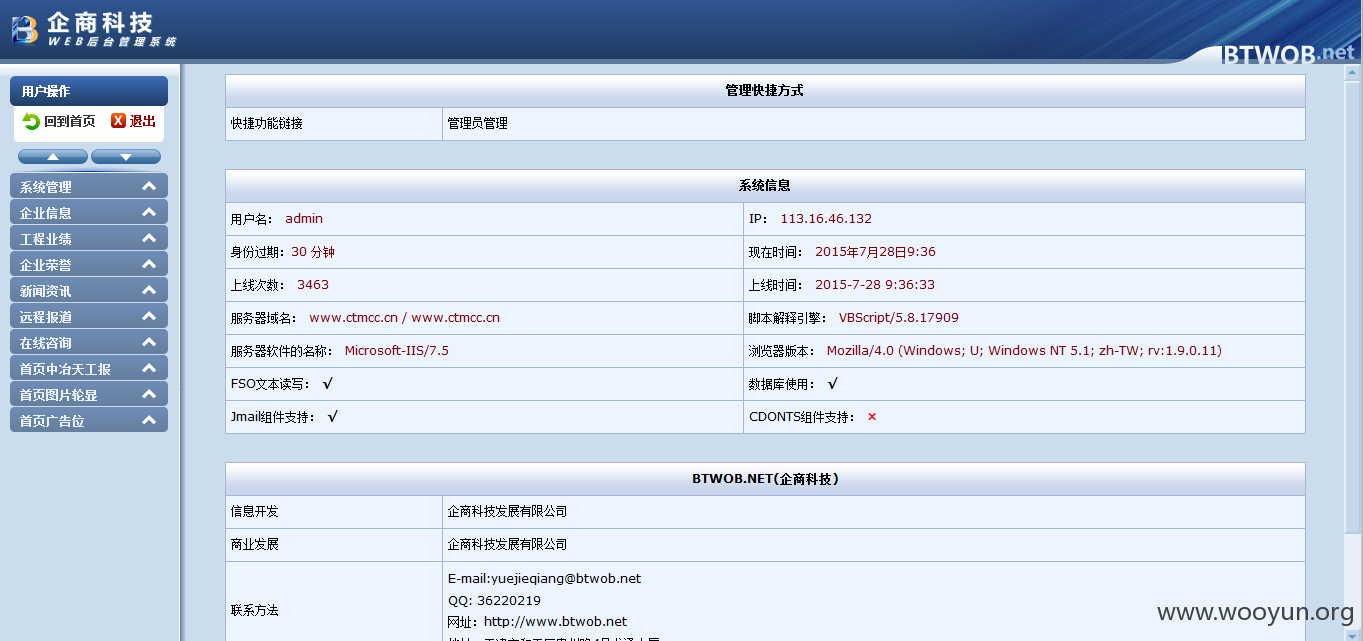 企商科技
WEB后台管理系统
BTWOB.net
用户操作
回到首页 X 退出
系统管理
企业信息
工程业绩
企业荣誉
新闻资讯
远程报道
在线咨询
首页中冶天工报
首页图片轮显
首页广告位
管理快捷方式
快捷功能链接 管理员管理
系统信息
用户名： admin IP： 113.16.46.132
身份过期：30 分钟 现在时间： 2015年7月28日9:36
上线次数： 3463 上线时间： 2015-7-28 9:36:33
服务器域名： www.ctmcc.cn / www.ctmcc.cn 脚本解释引擎： VBScript/5.8.17909
服务器软件的名称： Microsoft-IIS/7.5 浏览器版本： Mozilla/4.0 (Windows; U; Windows NT 5.1; zh-TW; rv:1.9.0.11)
FSO文本读写： √ 数据库使用： √
Jmail组件支持： √ CDONTS组件支持： ×
BTWOB.NET(企商科技)
信息开发 企商科技发展有限公司
商业发展 企商科技发展有限公司
联系方法 E-mail:yuejieqiang@btwob.net
QQ: 36220219
网址： http://www.btwob.net
www.wooyun.org